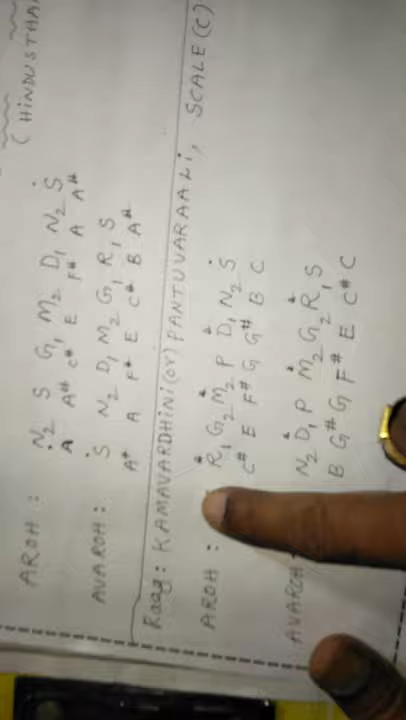 (HINDUSTHA
AROH : Ṇ2 S G1 M2 D1 N2 Ṡ
A A# C# E F# A A#
AVAROH : Ṡ N2 D1 M2 G1 R1 S
A# A F# E C# B A#
Raag : KAMAVARDHINI (or) PANTUVARAALI, SCALE (C)
AROH : R1 G2 M2 P D1 N2 Ṡ
C# E F# G G# B C
AVAROH N2 D1 P M2 G2 R1 S
B G# G F# E C# C